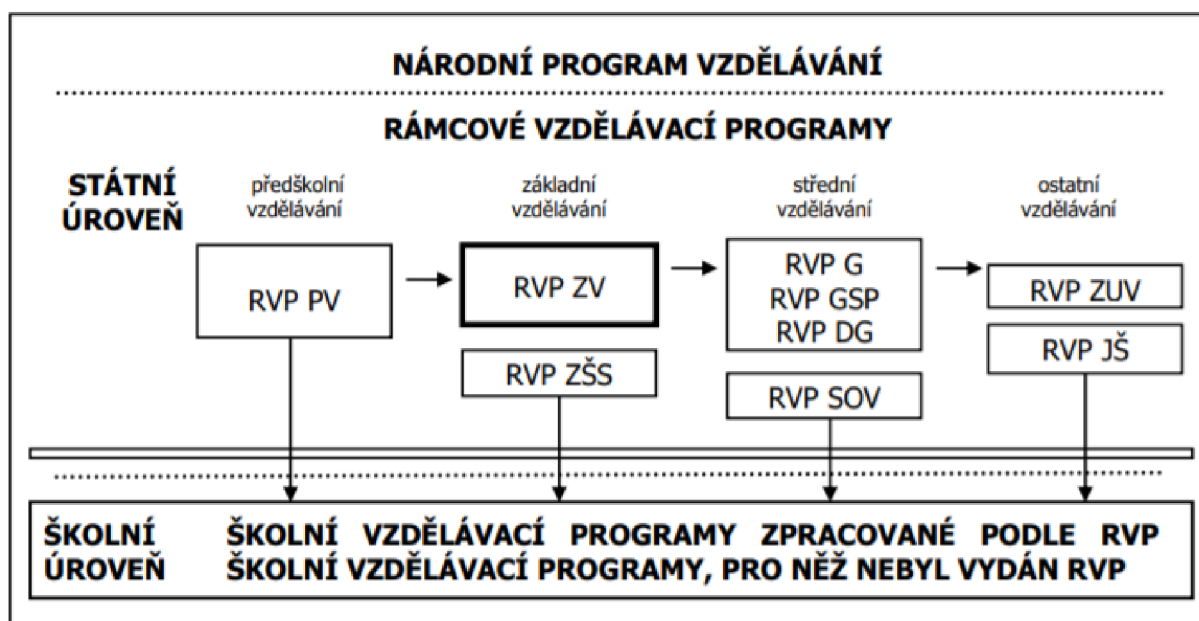 NÁRODNÍ PROGRAM VZDĚLÁVÁNÍ
RÁMCOVÉ VZDĚLÁVACÍ PROGRAMY
STÁTNÍ
ÚROVEŇ
předškolní
vzdělávání
základní
vzdělávání
střední
vzdělávání
ostatní
vzdělávání
RVP PV
RVP ZV
RVP ZŠS
RVP G
RVP GSP
RVP DG
RVP SOV
RVP ZUV
RVP JŠ
ŠKOLNÍ
ÚROVEŇ
ŠKOLNÍ VZDĚLÁVACÍ PROGRAMY ZPRACOVANÉ PODLE RVP
ŠKOLNÍ VZDĚLÁVACÍ PROGRAMY, PRO NĚŽ NEBYL VYDÁN RVP